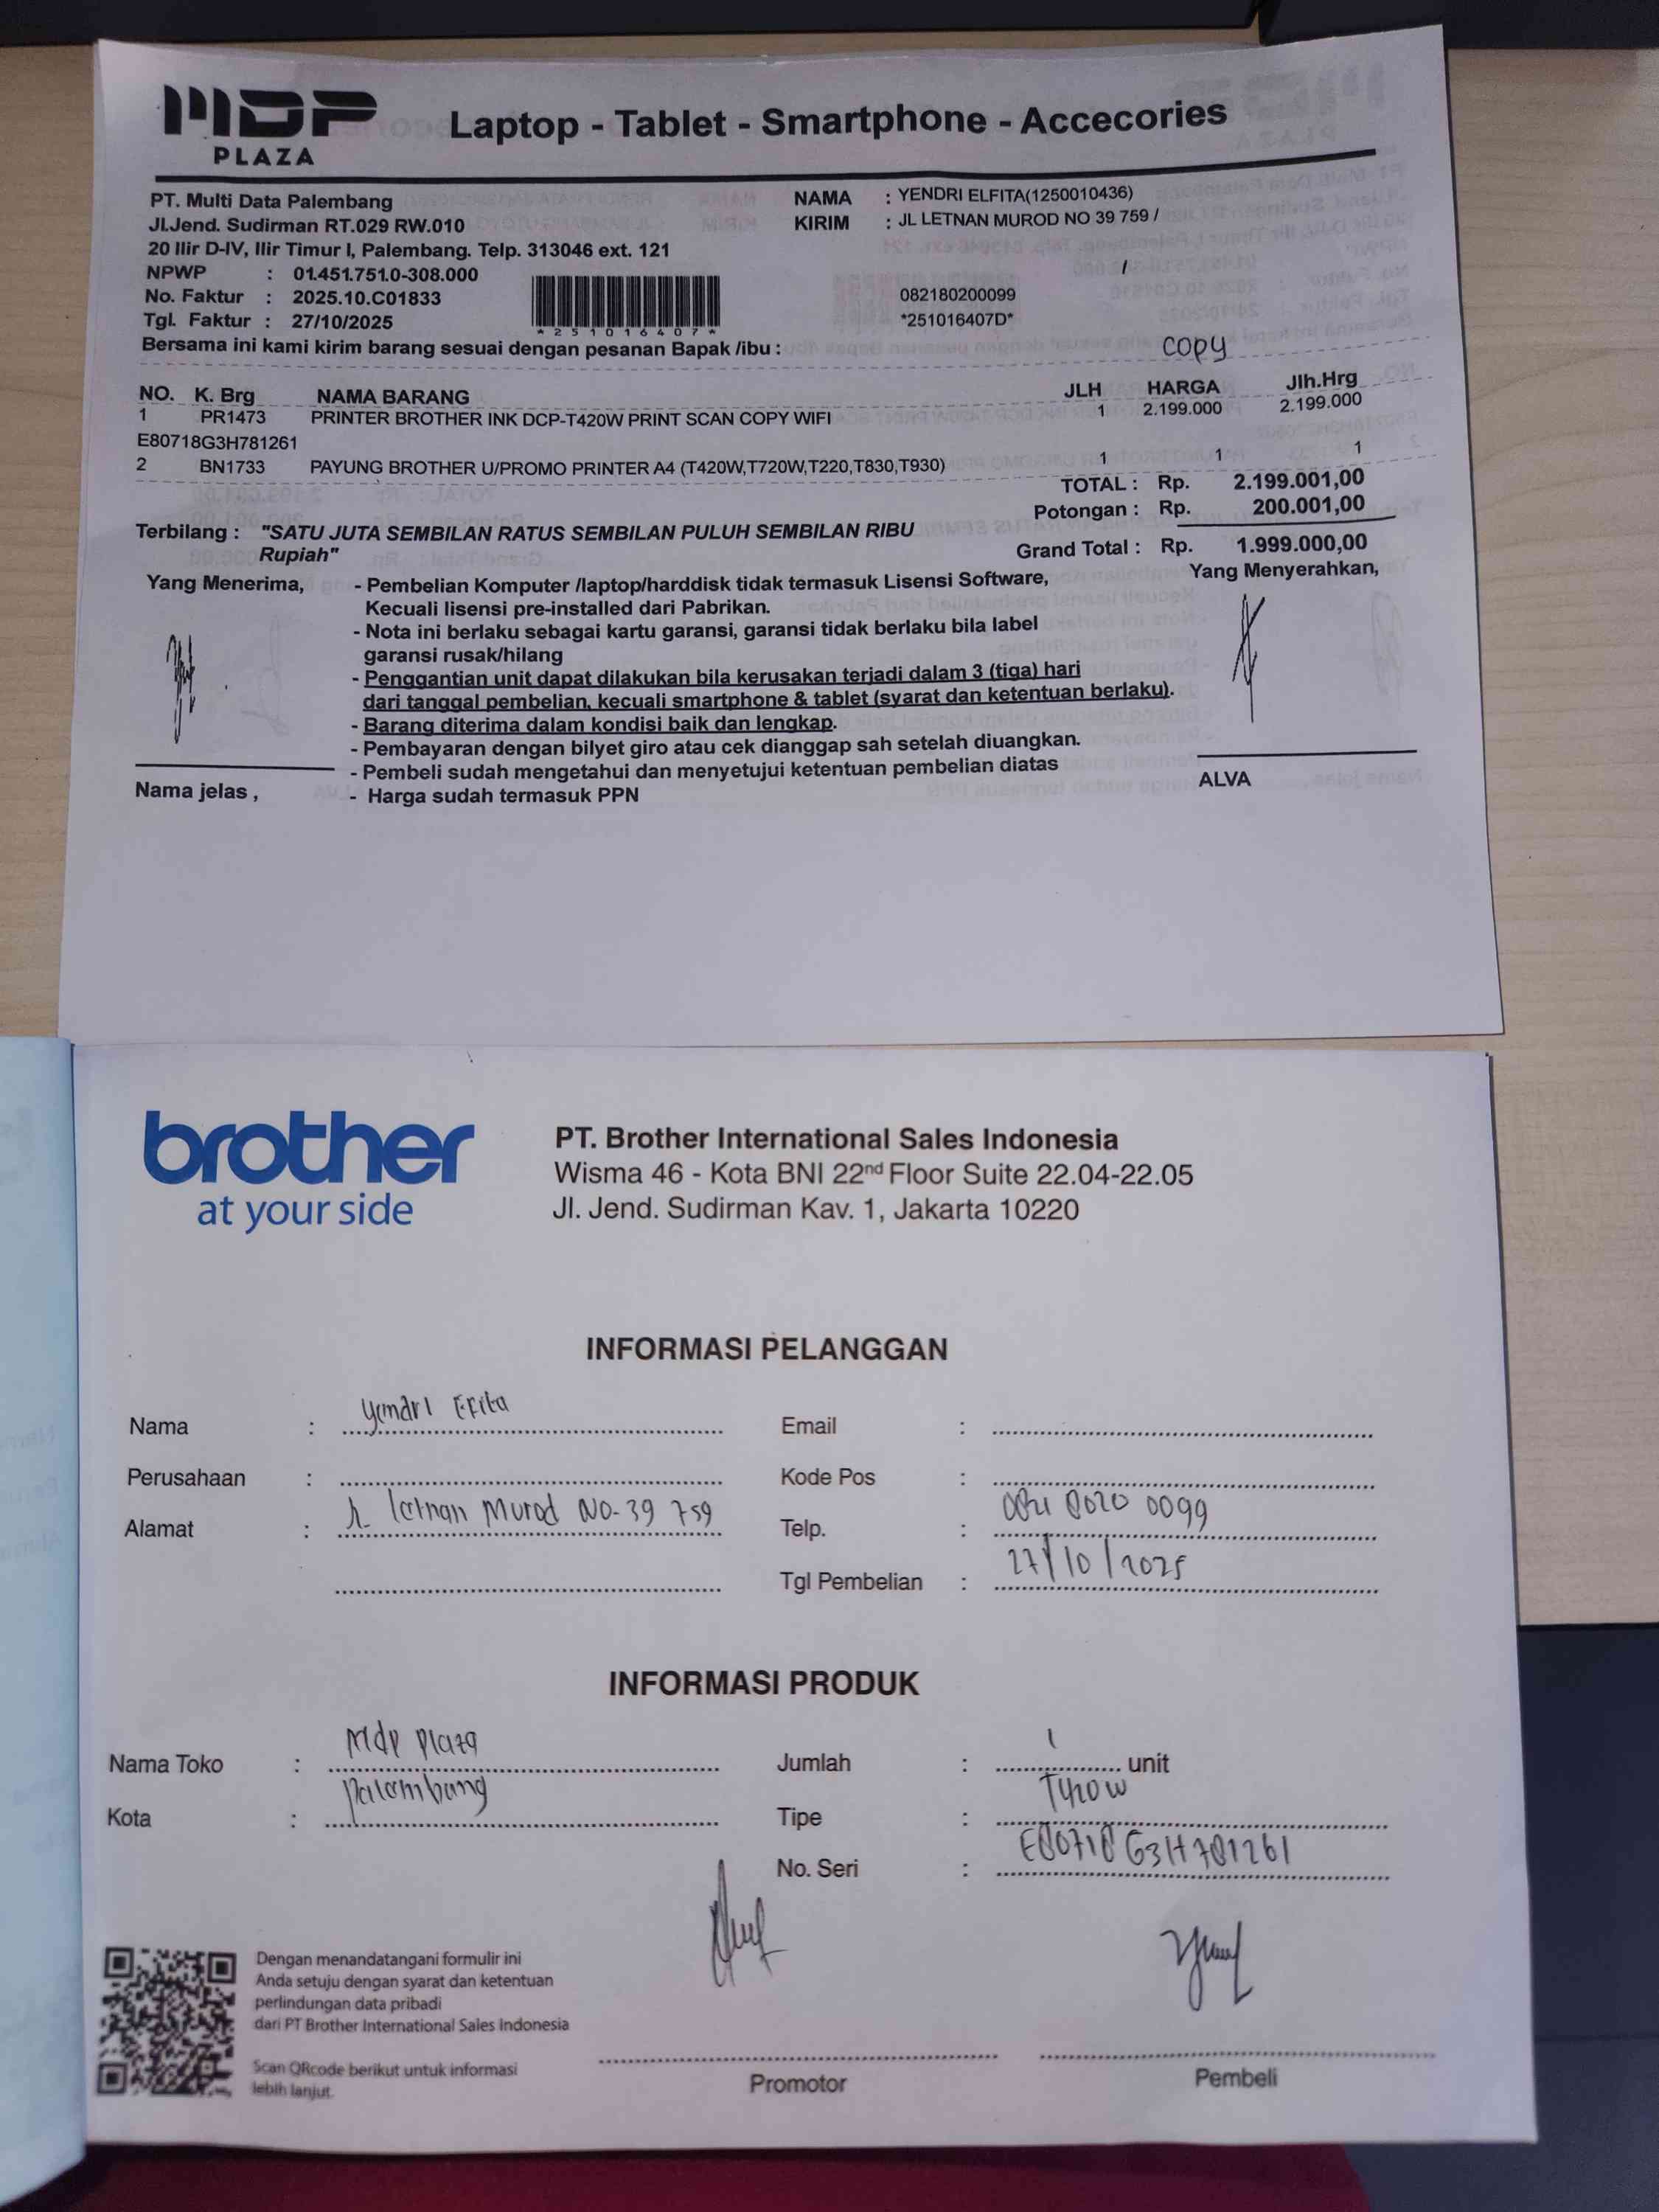 MDP
PLAZA
Laptop - Tablet - Smartphone - Accecories
PT. Multi Data Palembang
Jl.Jend. Sudirman RT.029 RW.010
20 Ilir D-IV, Ilir Timur I, Palembang. Telp. 313046 ext. 121
NPWP : 01.451.751.0-308.000
No. Faktur : 2025.10.C01833
Tgl. Faktur : 27/10/2025
*251016407*
NAMA : YENDRI ELFITA(1250010436)
KIRIM : JL LETNAN MUROD NO 39 759 /
/
082180200099
*251016407D*
Bersama ini kami kirim barang sesuai dengan pesanan Bapak /ibu :
copy
NO. K. Brg NAMA BARANG JLH HARGA Jlh.Hrg
1 PR1473 PRINTER BROTHER INK DCP-T420W PRINT SCAN COPY WIFI 1 2.199.000 2.199.000
E80718G3H781261
2 BN1733 PAYUNG BROTHER U/PROMO PRINTER A4 (T420W,T720W,T220,T830,T930) 1 1 1
TOTAL : Rp. 2.199.001,00
Potongan : Rp. 200.001,00
Terbilang : "SATU JUTA SEMBILAN RATUS SEMBILAN PULUH SEMBILAN RIBU
Rupiah"
Grand Total : Rp. 1.999.000,00
Yang Menerima,
- Pembelian Komputer /laptop/harddisk tidak termasuk Lisensi Software,
Kecuali lisensi pre-installed dari Pabrikan.
- Nota ini berlaku sebagai kartu garansi, garansi tidak berlaku bila label
garansi rusak/hilang
- Penggantian unit dapat dilakukan bila kerusakan terjadi dalam 3 (tiga) hari
dari tanggal pembelian, kecuali smartphone & tablet (syarat dan ketentuan berlaku).
- Barang diterima dalam kondisi baik dan lengkap.
- Pembayaran dengan bilyet giro atau cek dianggap sah setelah diuangkan.
- Pembeli sudah mengetahui dan menyetujui ketentuan pembelian diatas
- Harga sudah termasuk PPN
Nama jelas ,
Yang Menyerahkan,
ALVA
brother
at your side
PT. Brother International Sales Indonesia
Wisma 46 - Kota BNI 22nd Floor Suite 22.04-22.05
Jl. Jend. Sudirman Kav. 1, Jakarta 10220
INFORMASI PELANGGAN
Nama : Yendri Efita
Email :
Perusahaan :
Kode Pos :
Alamat : Jl. letnan Murod No-39 759
Telp. : 0821 8020 0099
Tgl Pembelian : 27/10/2025
INFORMASI PRODUK
Nama Toko : Mdp Plaza
Jumlah : 1 unit
Kota : Palembang
Tipe : T420W
No. Seri : E80718G3H781261
Dengan menandatangani formulir ini
Anda setuju dengan syarat dan ketentuan
perlindungan data pribadi
dari PT Brother International Sales Indonesia
Scan QRcode berikut untuk informasi
lebih lanjut.
Promotor
Pembeli